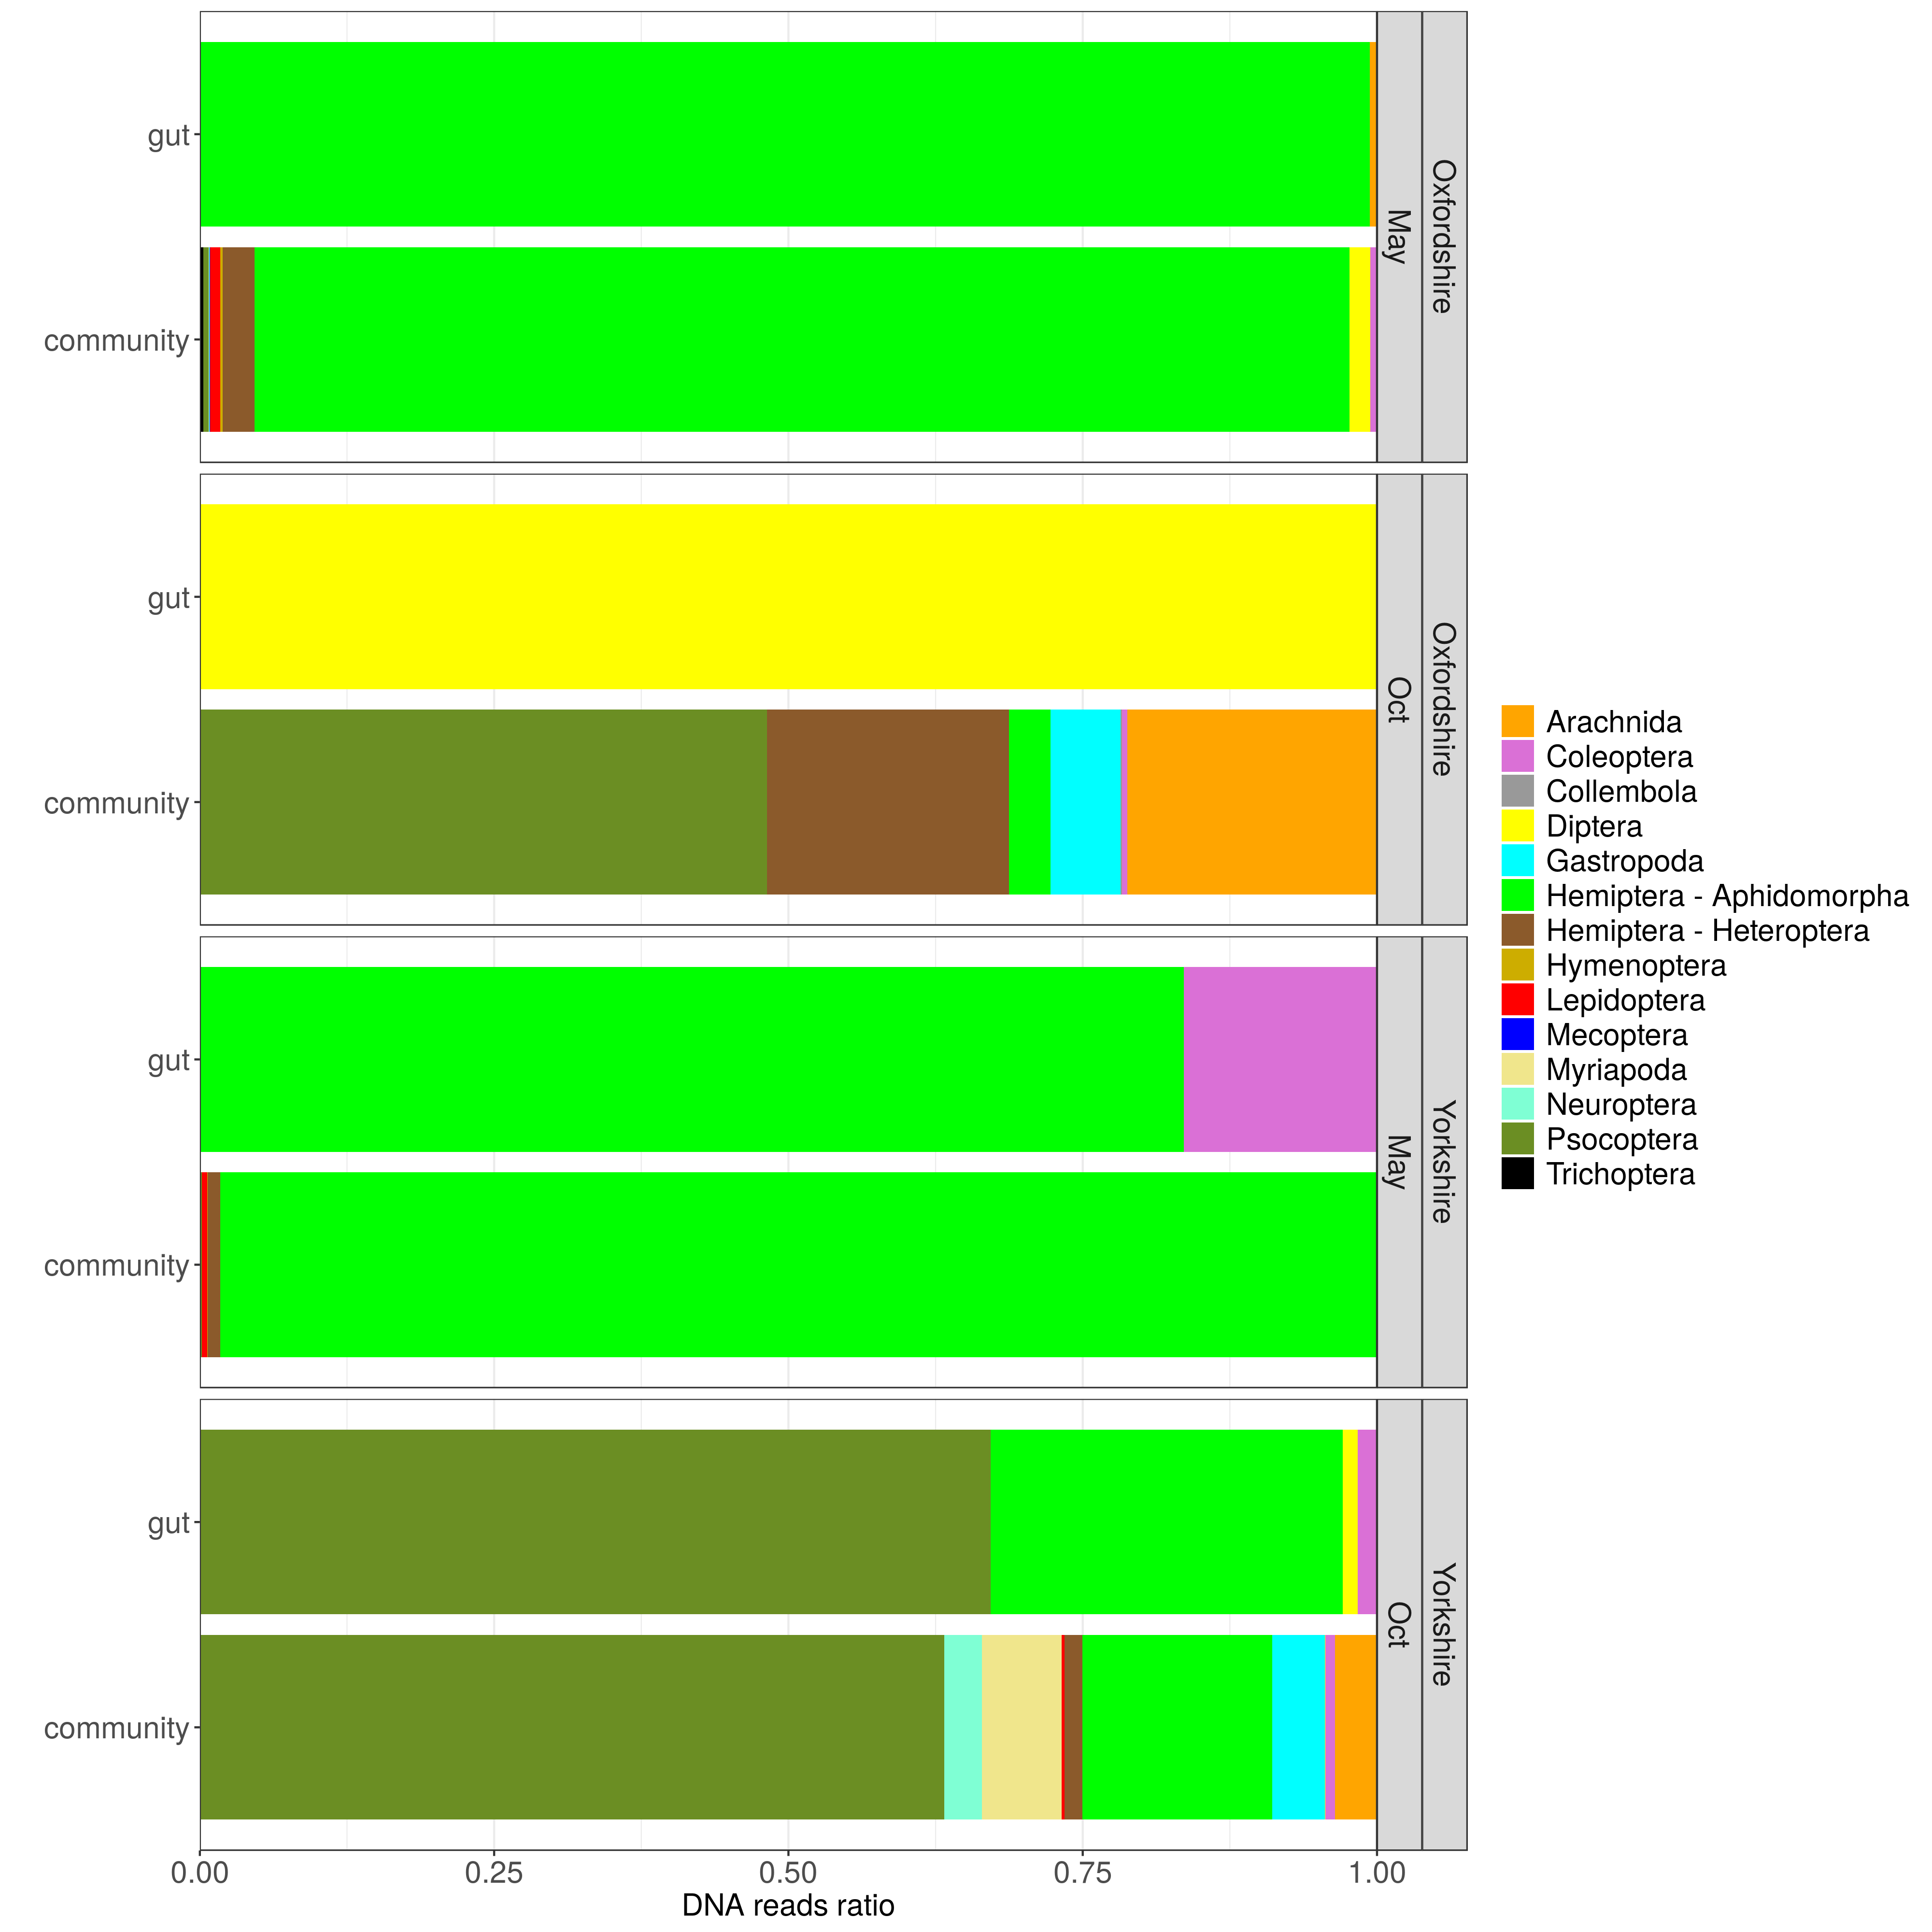 gut
community
May
Oxfordshire
gut
community
Oct
Oxfordshire
gut
community
May
Yorkshire
gut
community
Oct
Yorkshire
0.00
0.25
0.50
0.75
1.00
DNA reads ratio
Arachnida
Coleoptera
Collembola
Diptera
Gastropoda
Hemiptera - Aphidomorpha
Hemiptera - Heteroptera
Hymenoptera
Lepidoptera
Mecoptera
Myriapoda
Neuroptera
Psocoptera
Trichoptera